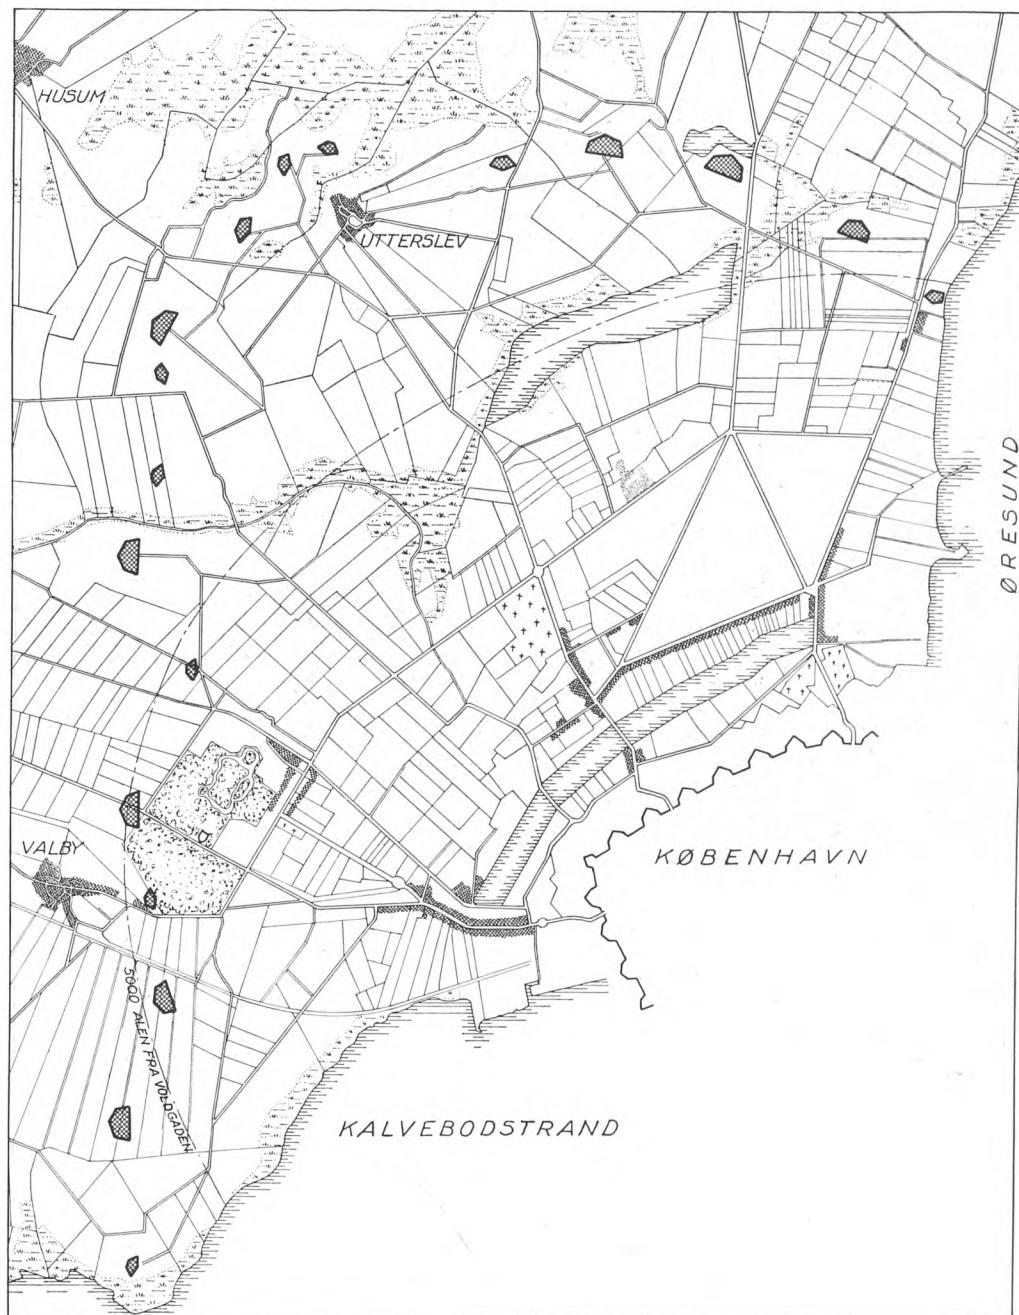 HUSUM
UTTERSLEV
ØRESUND
VALBY
KØBENHAVN
5000 ALEN FRA VOLDGADEN
KALVEBODSTRAND